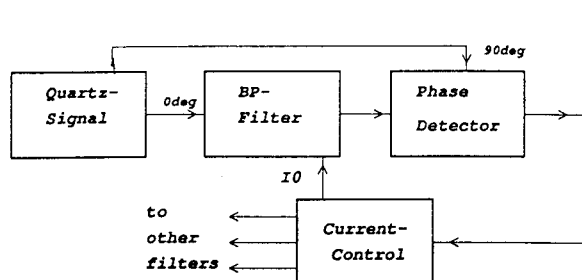 90deg
Quartz-
Signal
0deg
BP-
Filter
Phase
Detector
I0
to
other
filters
Current-
Control